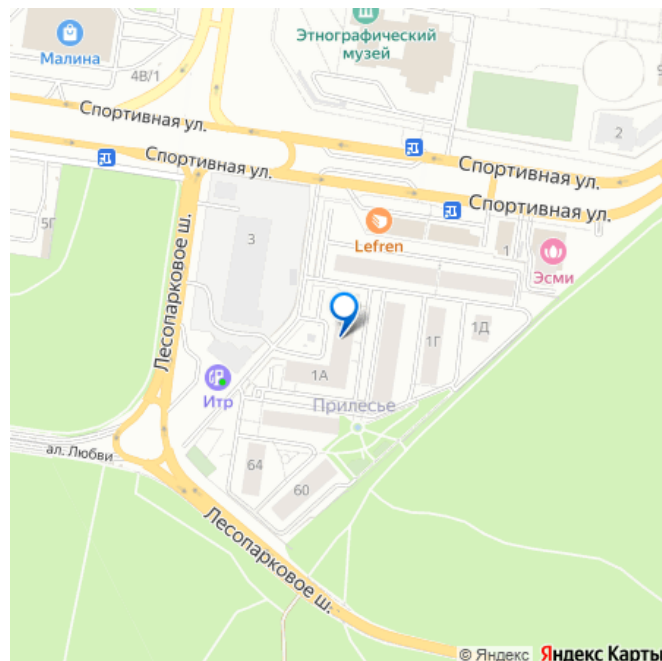 Этнографический
музей
Малина
4В/1
2
Спортивная ул.
Спортивная ул.
Спортивная ул.
Спортивная ул.
5Г
3
Lefren
1
Эсми
Лесопарковое ш.
1Г
1Д
1А
Итр
Прилесье
ал. Любви
64
60
Лесопарковое ш.
© Яндекс Яндекс Карты